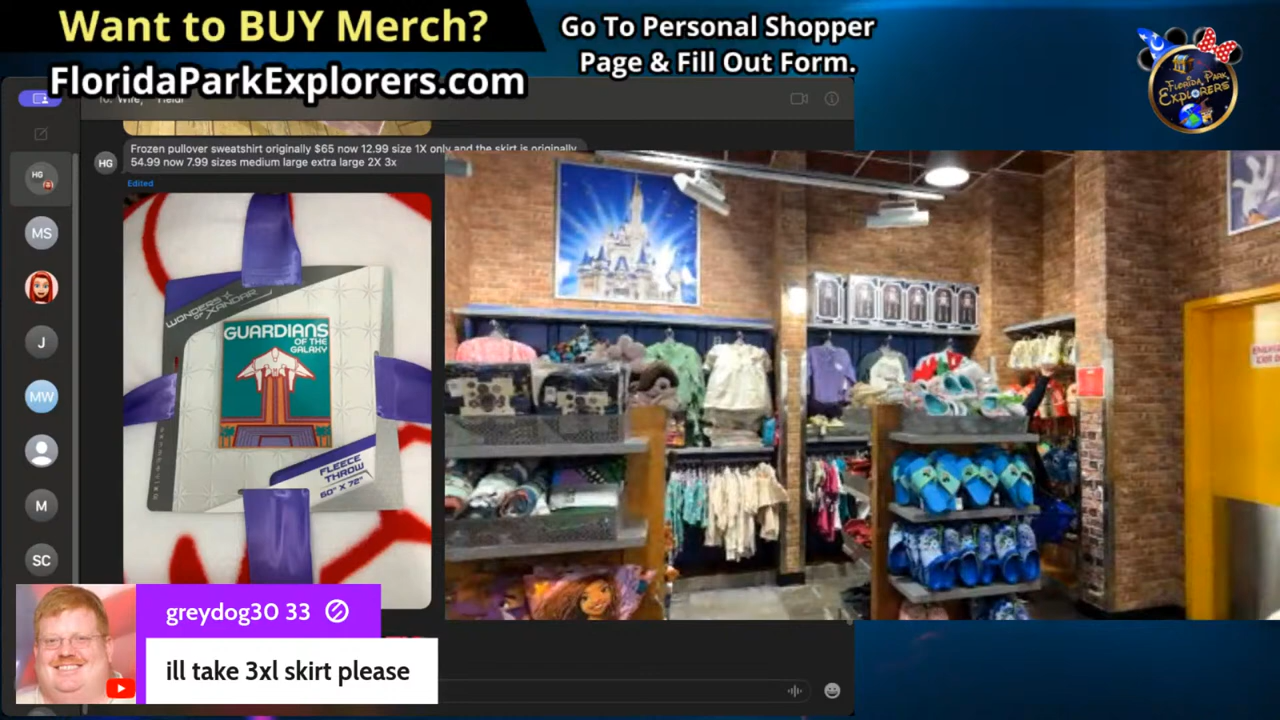 Want to BUY Merch?
FloridaParkExplorers.com
Go To Personal Shopper
Page & Fill Out Form.
FLORIDA PARK
EXPLORERS
HG
Frozen pullover sweatshirt originally $65 now 12.99 size 1X only and the skirt is originally
54.99 now 7.99 sizes medium large extra large 2X 3x
Edited
HG
MS
J
MW
M
SC
WONDERS OF XANDAR
GUARDIANS
OF THE
GALAXY
FLEECE
THROW
60" X 72"
greydog30 33
ill take 3xl skirt please